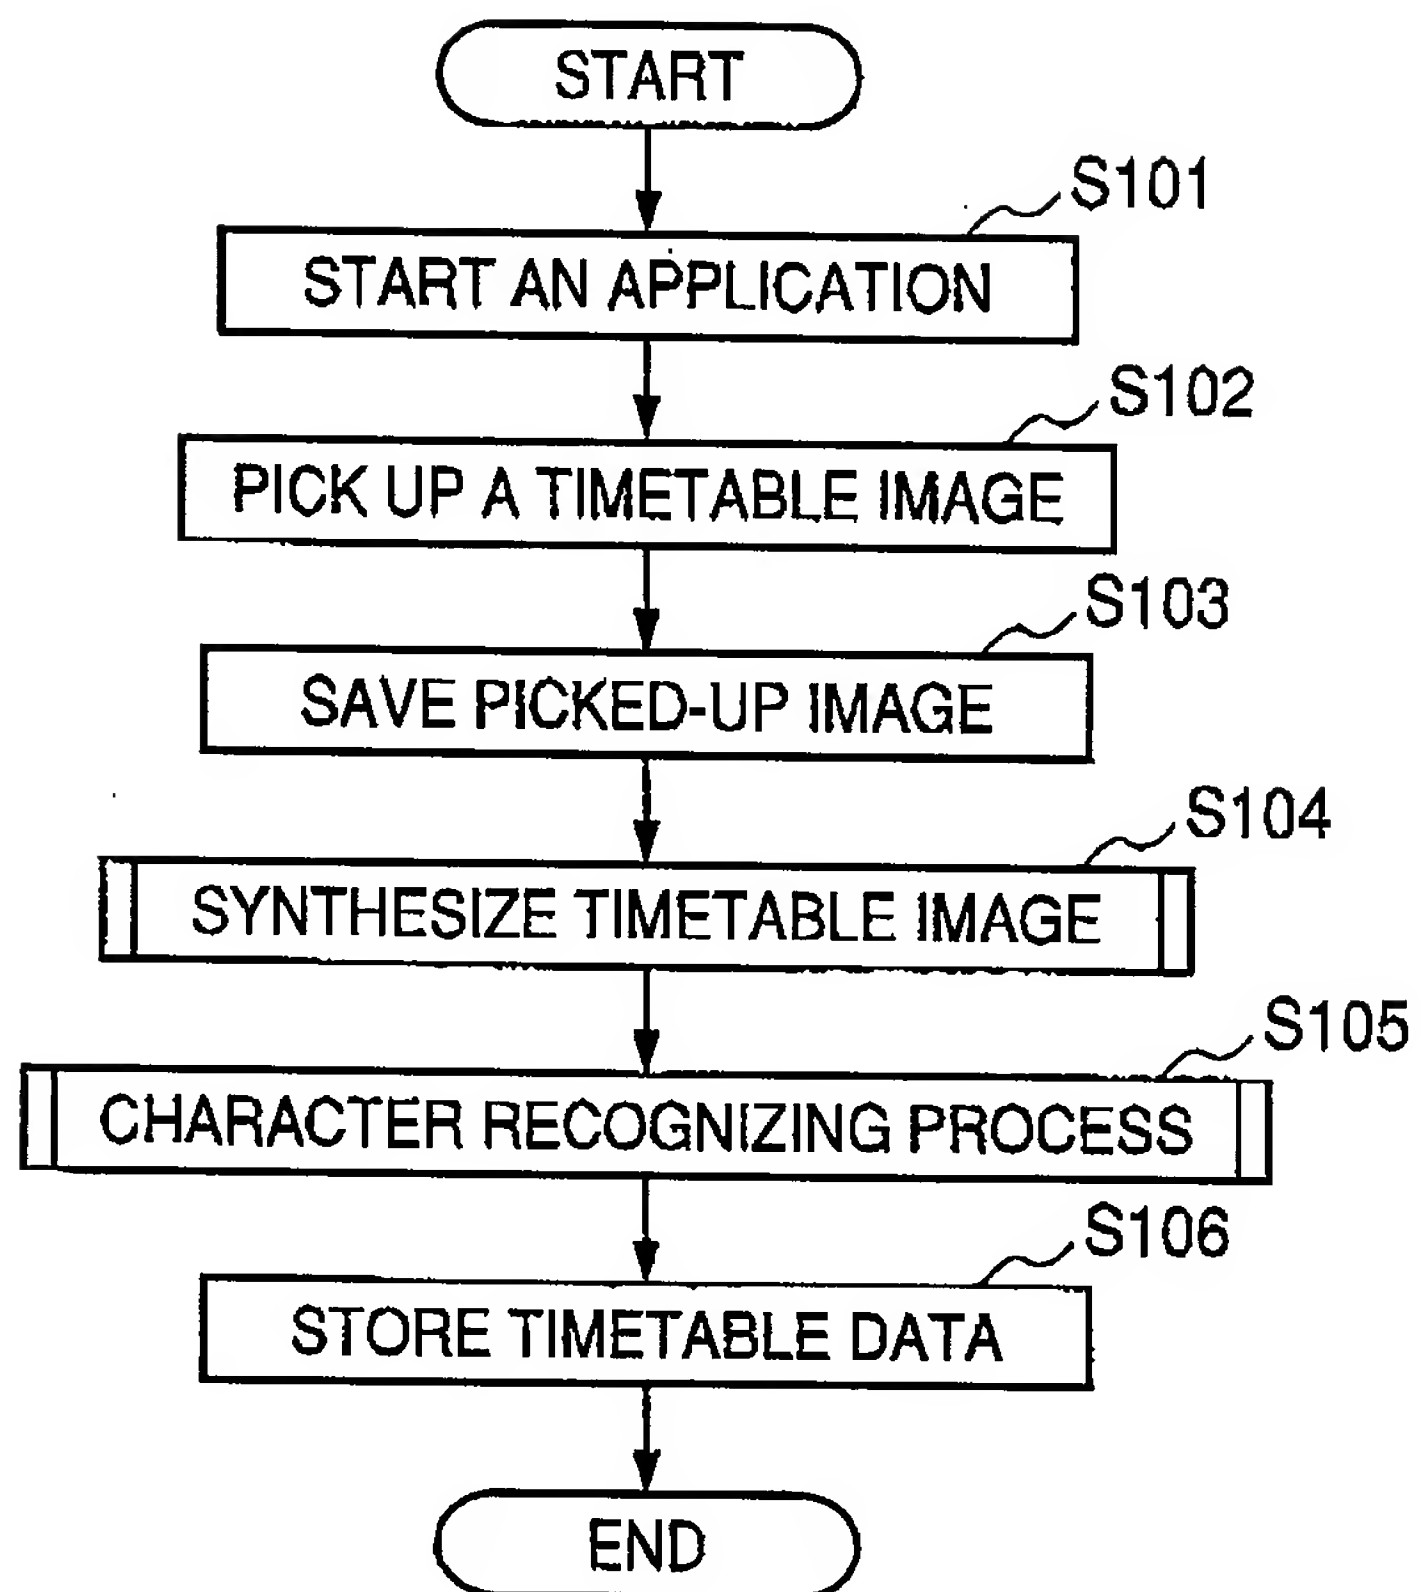 START
S101
START AN APPLICATION
S102
PICK UP A TIMETABLE IMAGE
S103
SAVE PICKED-UP IMAGE
S104
SYNTHESIZE TIMETABLE IMAGE
S105
CHARACTER RECOGNIZING PROCESS
S106
STORE TIMETABLE DATA
END